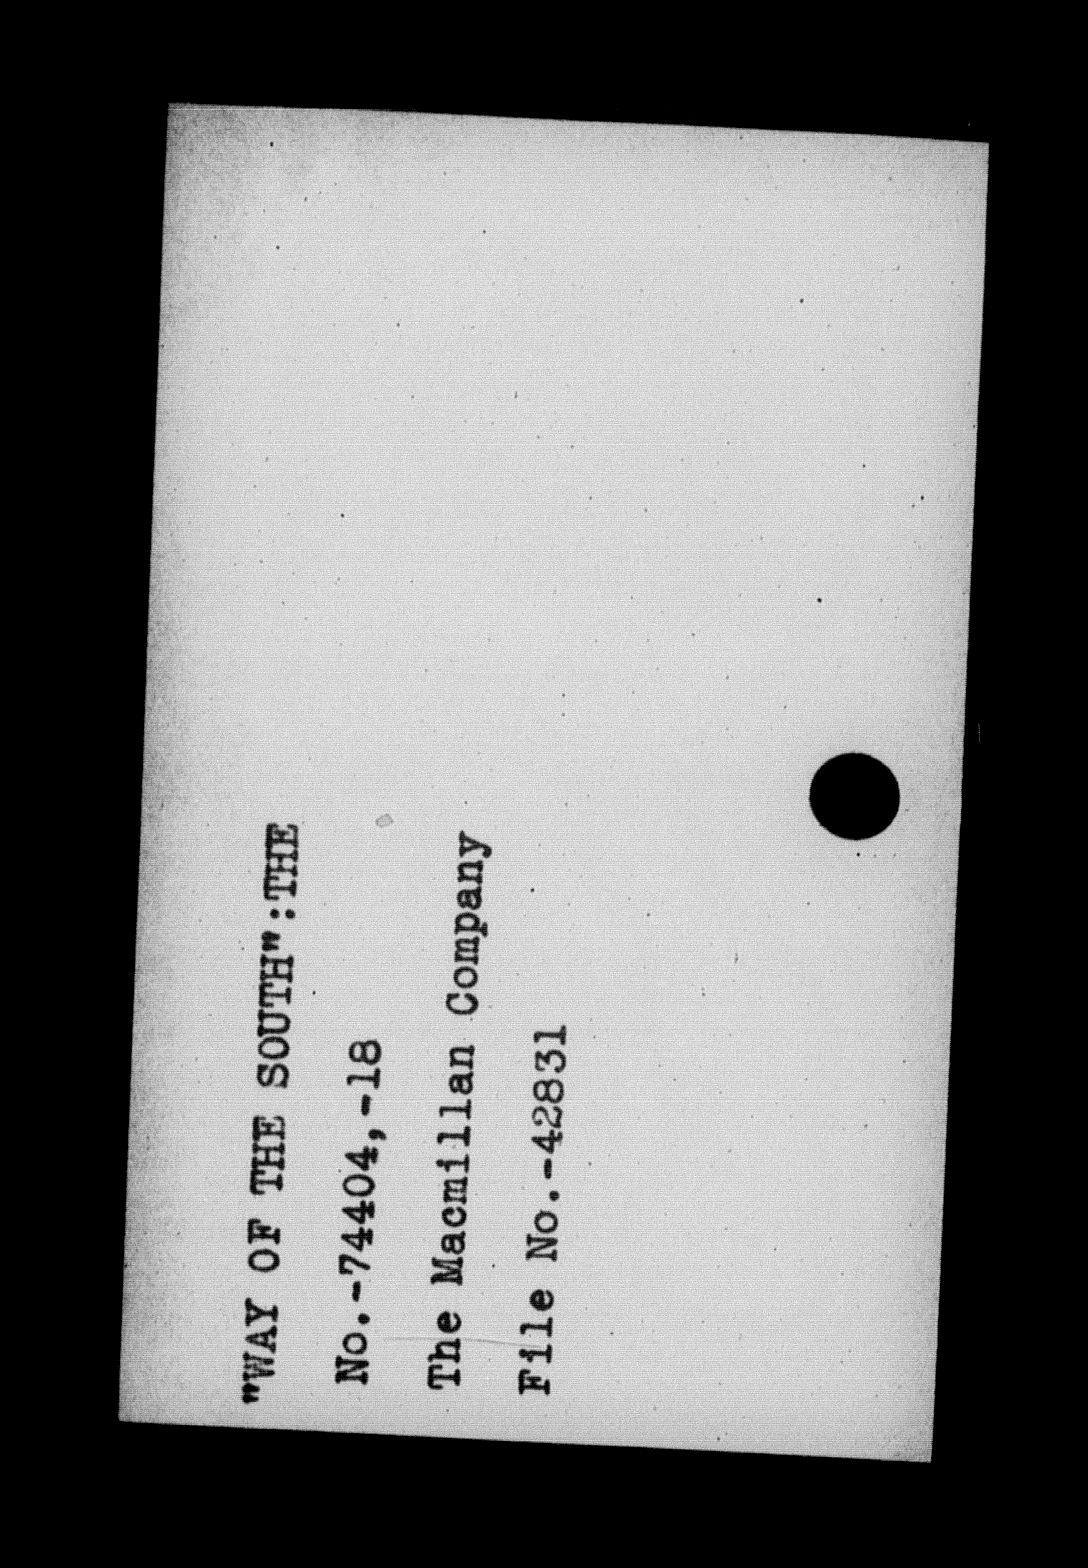 "WAY OF THE SOUTH":THE
No.-74404,-18
The Macmillan Company
File No.-42831